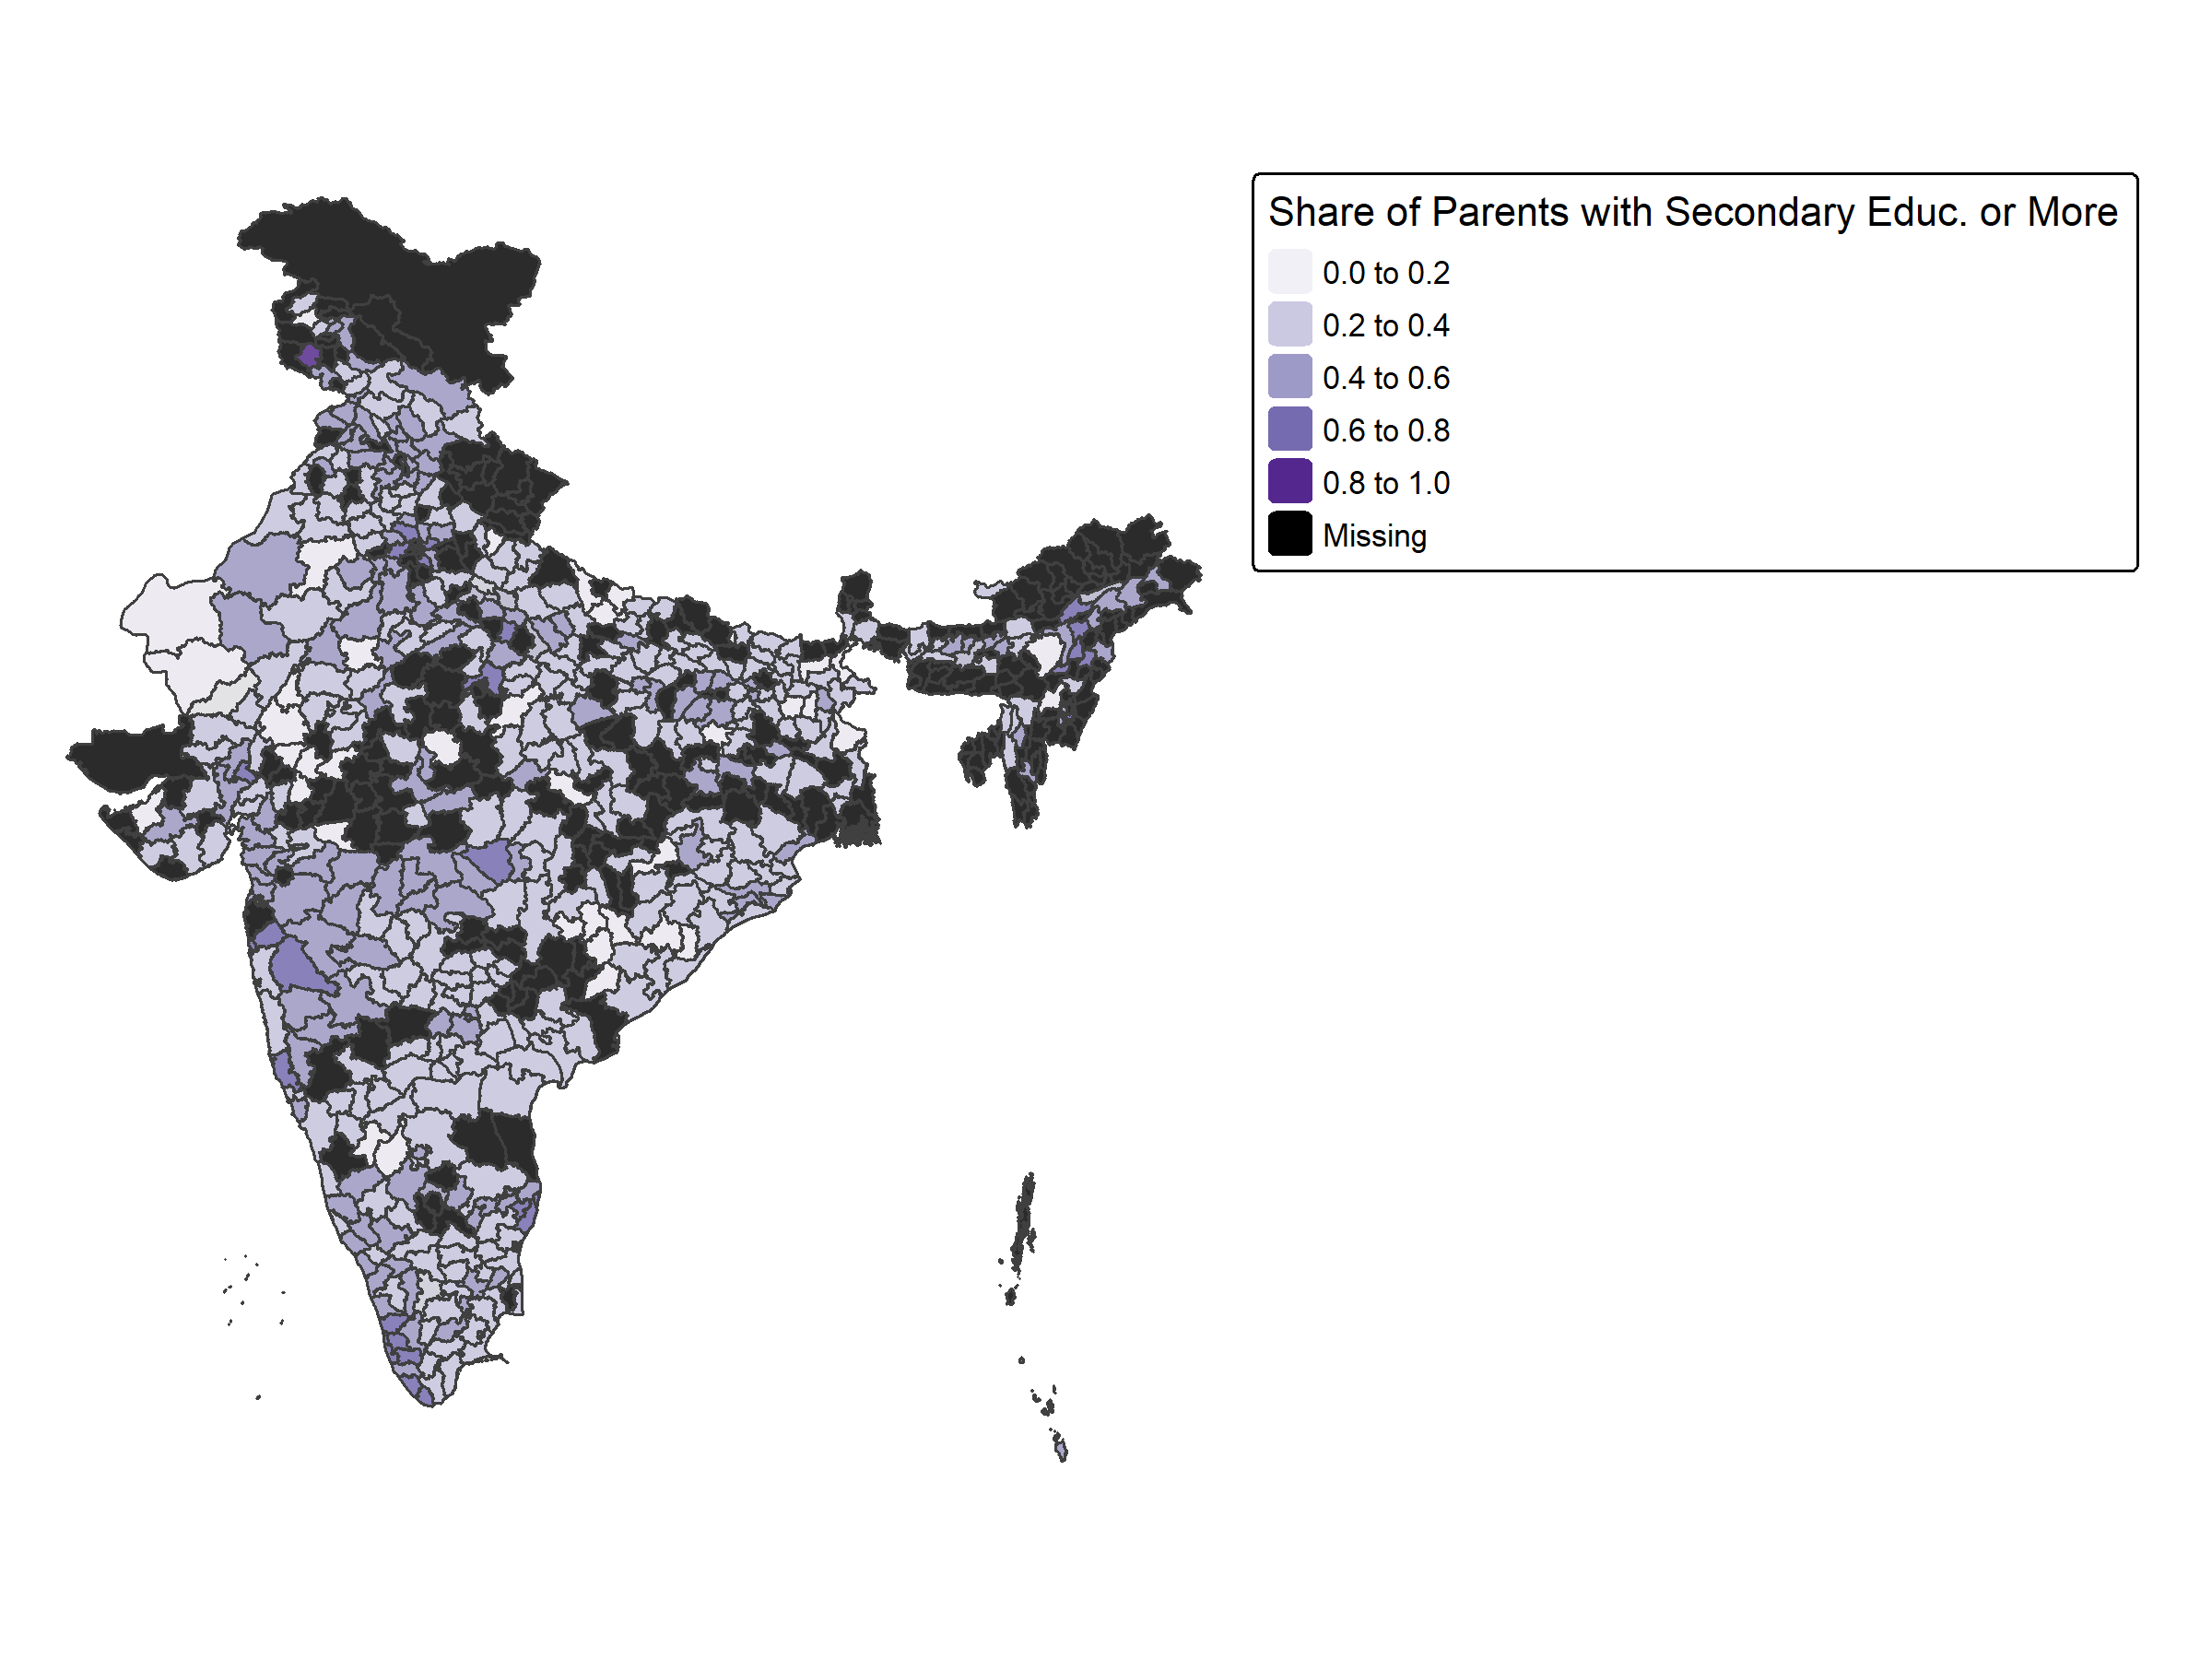 Share of Parents with Secondary Educ. or More
0.0 to 0.2
0.2 to 0.4
0.4 to 0.6
0.6 to 0.8
0.8 to 1.0
Missing